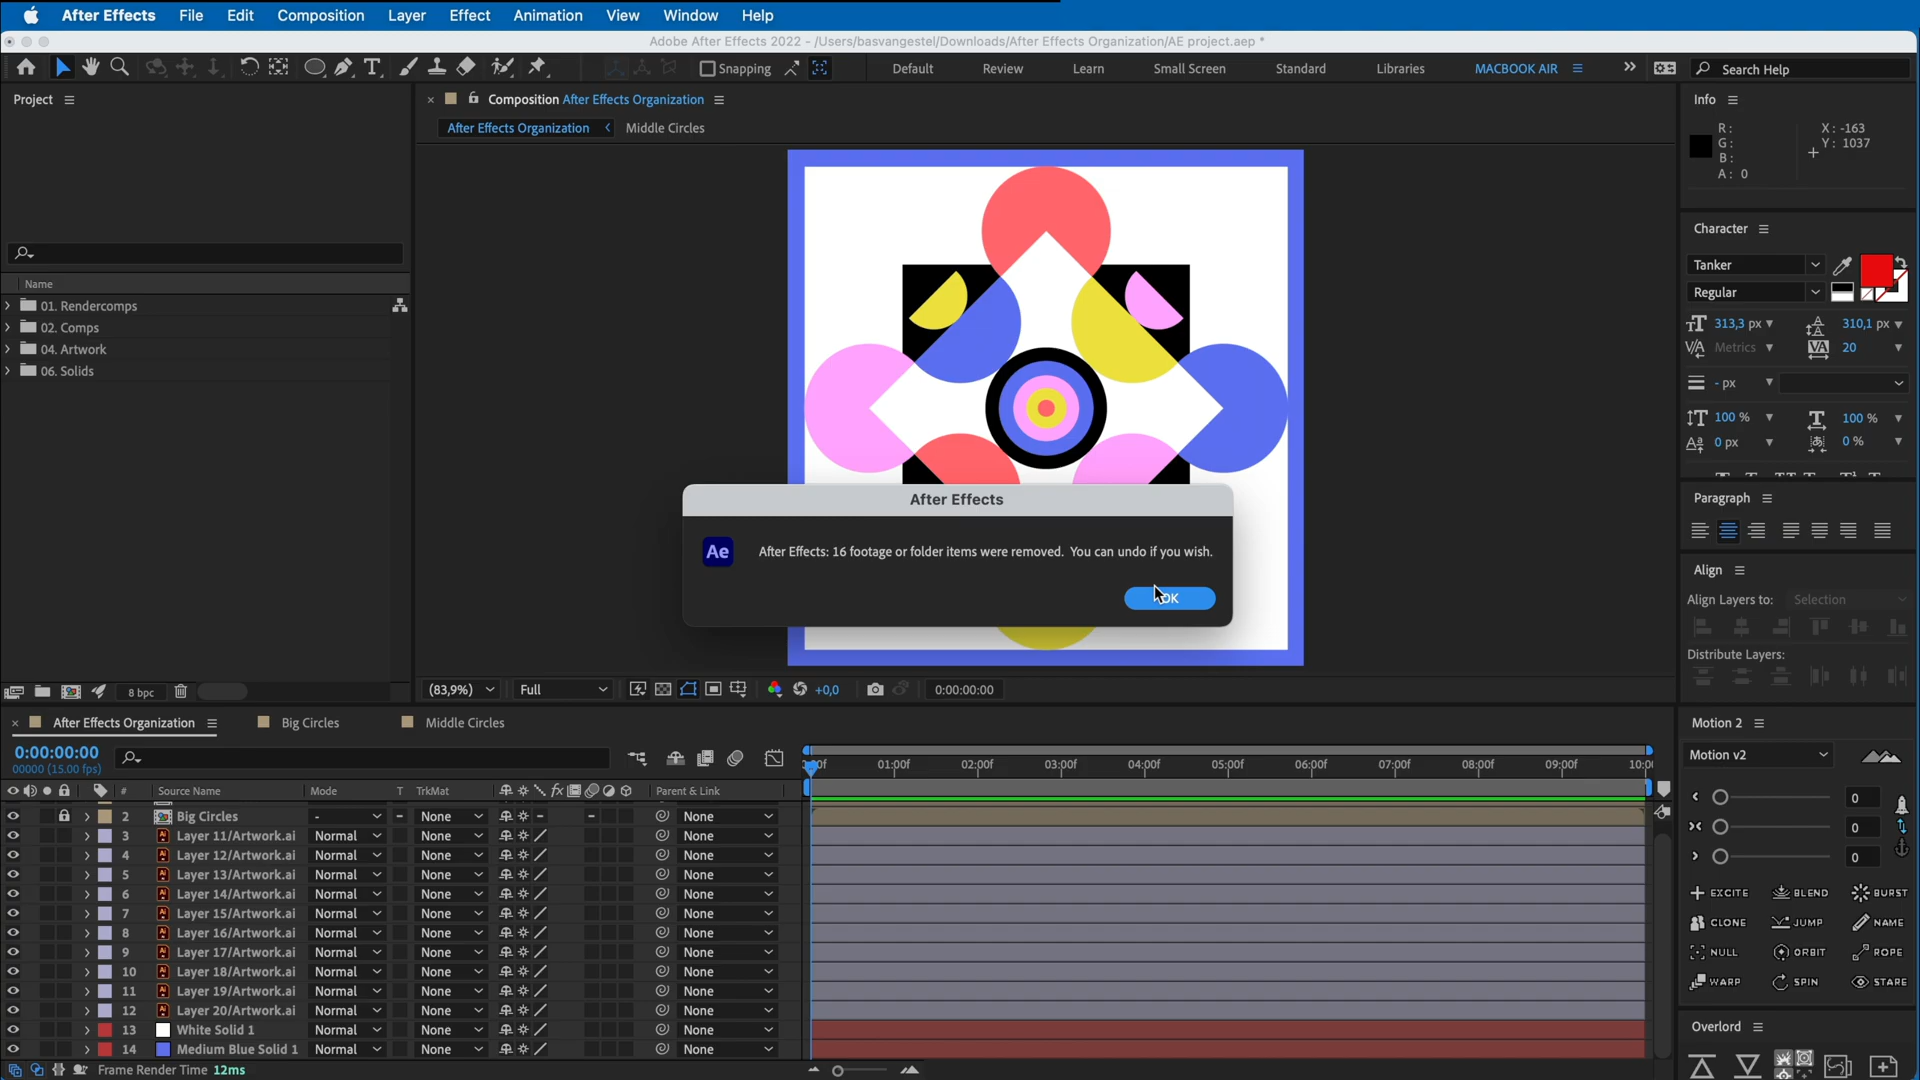 After Effects File Edit Composition Layer Effect Animation View Window Help
Adobe After Effects 2022 - /Users/basvangestel/Downloads/After Effects Organization/AE project.aep *
Snapping Default Review Learn Small Screen Standard Libraries MACBOOK AIR Search Help
Project
Composition After Effects Organization
After Effects Organization Middle Circles
Name
01. Rendercomps
02. Comps
04. Artwork
06. Solids
8 bpc
Info
R: X: -163
G: Y: 1037
B:
A: 0
Character
Tanker
Regular
313,3 px 310,1 px
Metrics 20
- px
100 % 100 %
0 px 0 %
Paragraph
Align
Align Layers to: Selection
Distribute Layers:
After Effects
Ae
After Effects: 16 footage or folder items were removed. You can undo if you wish.
OK
(83,9%) Full +0,0 0:00:00:00
After Effects Organization Big Circles Middle Circles
0:00:00:00
00000 (15.00 fps)
01:00f 02:00f 03:00f 04:00f 05:00f 06:00f 07:00f 08:00f 09:00f
# Source Name Mode T TrkMat fx Parent & Link
2 Big Circles - None None
3 Layer 11/Artwork.ai Normal None None
4 Layer 12/Artwork.ai Normal None None
5 Layer 13/Artwork.ai Normal None None
6 Layer 14/Artwork.ai Normal None None
7 Layer 15/Artwork.ai Normal None None
8 Layer 16/Artwork.ai Normal None None
9 Layer 17/Artwork.ai Normal None None
10 Layer 18/Artwork.ai Normal None None
11 Layer 19/Artwork.ai Normal None None
12 Layer 20/Artwork.ai Normal None None
13 White Solid 1 Normal None None
14 Medium Blue Solid 1 Normal None None
Frame Render Time 12ms
Motion 2
Motion v2
0
0
0
EXCITE BLEND BURST
CLONE JUMP NAME
NULL ORBIT ROPE
WARP SPIN STARE
Overlord